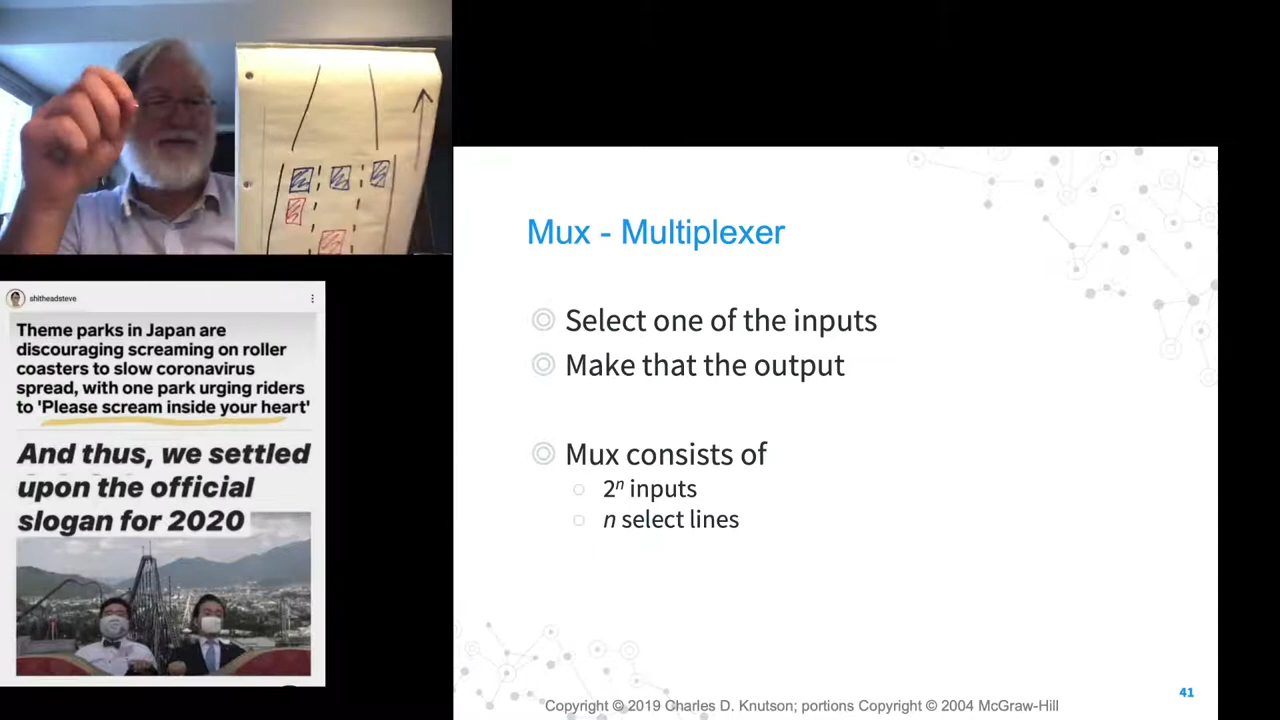 shitheadsteve
Theme parks in Japan are
discouraging screaming on roller
coasters to slow coronavirus
spread, with one park urging riders
to 'Please scream inside your heart'
And thus, we settled
upon the official
slogan for 2020
Mux - Multiplexer
Select one of the inputs
Make that the output
Mux consists of
2ⁿ inputs
n select lines
41
Copyright © 2019 Charles D. Knutson; portions Copyright © 2004 McGraw-Hill